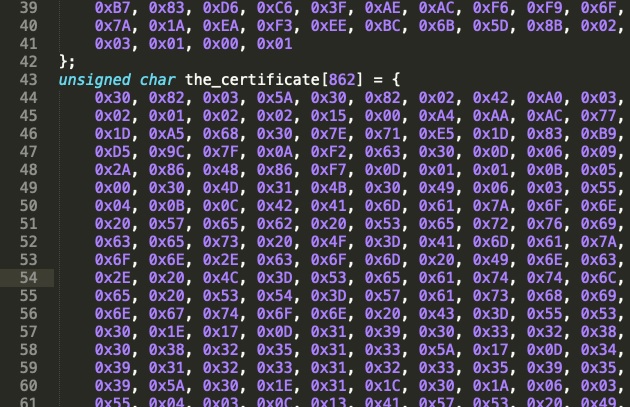 39 0xB7, 0x83, 0xD6, 0xC6, 0x3F, 0xAE, 0xAC, 0xF6, 0xF9, 0x6F,
40 0x7A, 0x1A, 0xEA, 0xF3, 0xEE, 0xBC, 0x6B, 0x5D, 0x8B, 0x02,
41 0x03, 0x01, 0x00, 0x01
42 };
43 unsigned char the_certificate[862] = {
44 0x30, 0x82, 0x03, 0x5A, 0x30, 0x82, 0x02, 0x42, 0xA0, 0x03,
45 0x02, 0x01, 0x02, 0x02, 0x15, 0x00, 0xA4, 0xAA, 0xAC, 0x77,
46 0x1D, 0xA5, 0x68, 0x30, 0x7E, 0x71, 0xE5, 0x1D, 0x83, 0xB9,
47 0xD5, 0x9C, 0x7F, 0x0A, 0xF2, 0x63, 0x30, 0x0D, 0x06, 0x09,
48 0x2A, 0x86, 0x48, 0x86, 0xF7, 0x0D, 0x01, 0x01, 0x0B, 0x05,
49 0x00, 0x30, 0x4D, 0x31, 0x4B, 0x30, 0x49, 0x06, 0x03, 0x55,
50 0x04, 0x0B, 0x0C, 0x42, 0x41, 0x6D, 0x61, 0x7A, 0x6F, 0x6E,
51 0x20, 0x57, 0x65, 0x62, 0x20, 0x53, 0x65, 0x72, 0x76, 0x69,
52 0x63, 0x65, 0x73, 0x20, 0x4F, 0x3D, 0x41, 0x6D, 0x61, 0x7A,
53 0x6F, 0x6E, 0x2E, 0x63, 0x6F, 0x6D, 0x20, 0x49, 0x6E, 0x63,
54 0x2E, 0x20, 0x4C, 0x3D, 0x53, 0x65, 0x61, 0x74, 0x74, 0x6C,
55 0x65, 0x20, 0x53, 0x54, 0x3D, 0x57, 0x61, 0x73, 0x68, 0x69,
56 0x6E, 0x67, 0x74, 0x6F, 0x6E, 0x20, 0x43, 0x3D, 0x55, 0x53,
57 0x30, 0x1E, 0x17, 0x0D, 0x31, 0x39, 0x30, 0x33, 0x32, 0x38,
58 0x30, 0x38, 0x32, 0x35, 0x31, 0x33, 0x5A, 0x17, 0x0D, 0x34,
59 0x39, 0x31, 0x32, 0x33, 0x31, 0x32, 0x33, 0x35, 0x39, 0x35,
60 0x39, 0x5A, 0x30, 0x1E, 0x31, 0x1C, 0x30, 0x1A, 0x06, 0x03,
61 0x55, 0x04, 0x03, 0x0C, 0x13, 0x41, 0x57, 0x53, 0x20, 0x49,